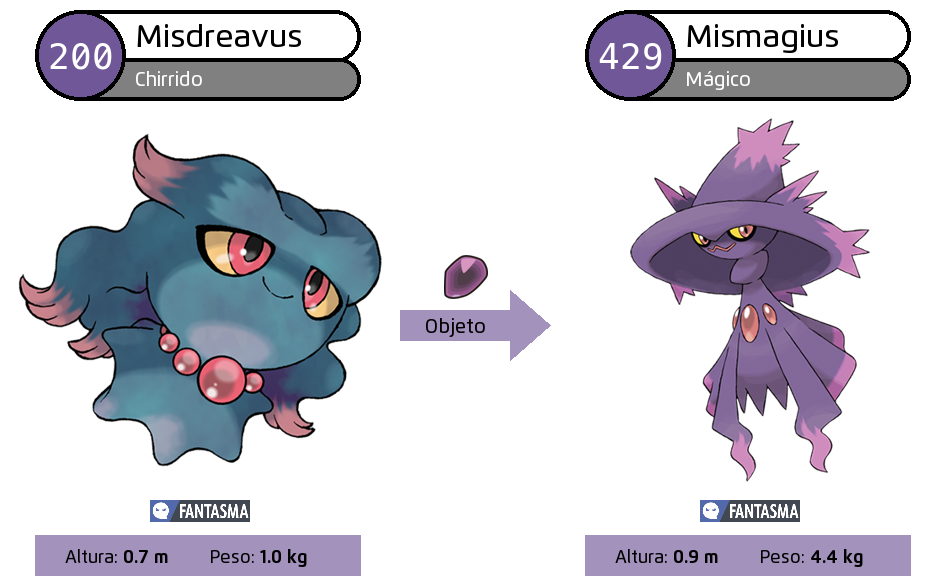 200 Misdreavus
Chirrido
429 Mismagius
Mágico
Objeto
FANTASMA
FANTASMA
Altura: 0.7 m Peso: 1.0 kg
Altura: 0.9 m Peso: 4.4 kg